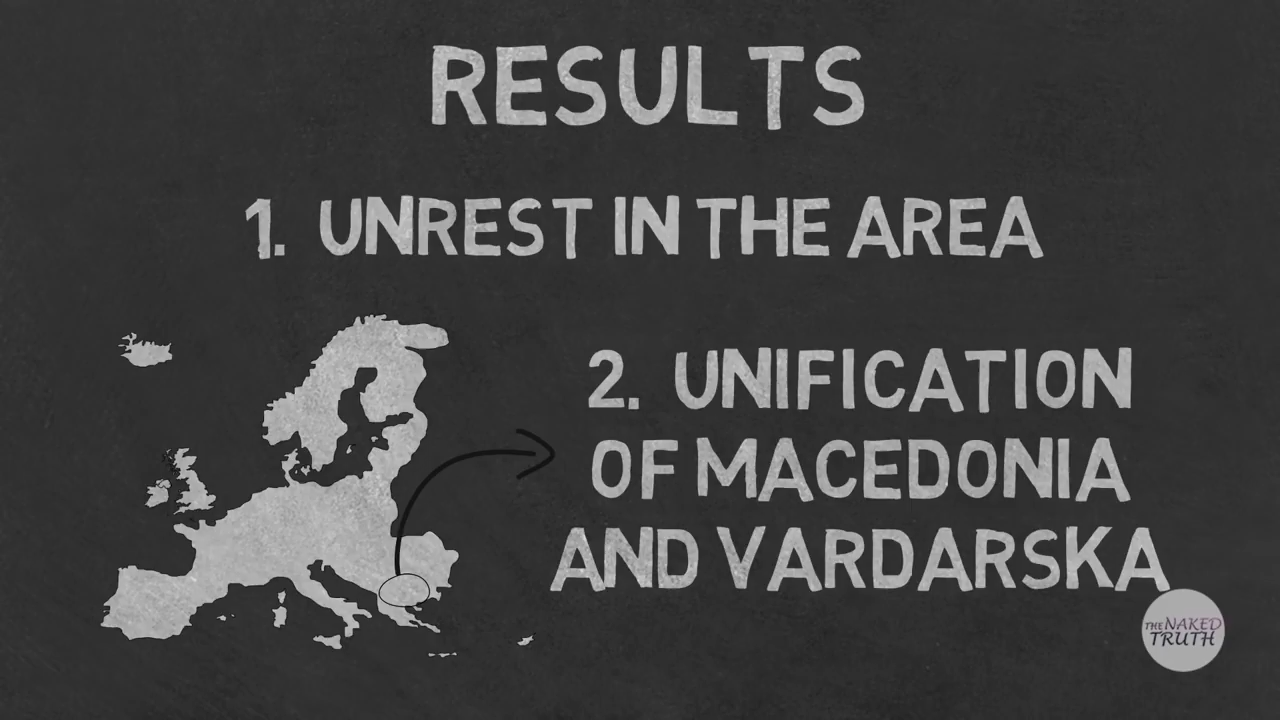 RESULTS
1. UNREST IN THE AREA
2. UNIFICATION
OF MACEDONIA
AND VARDARSKA
THE NAKED
TRUTH